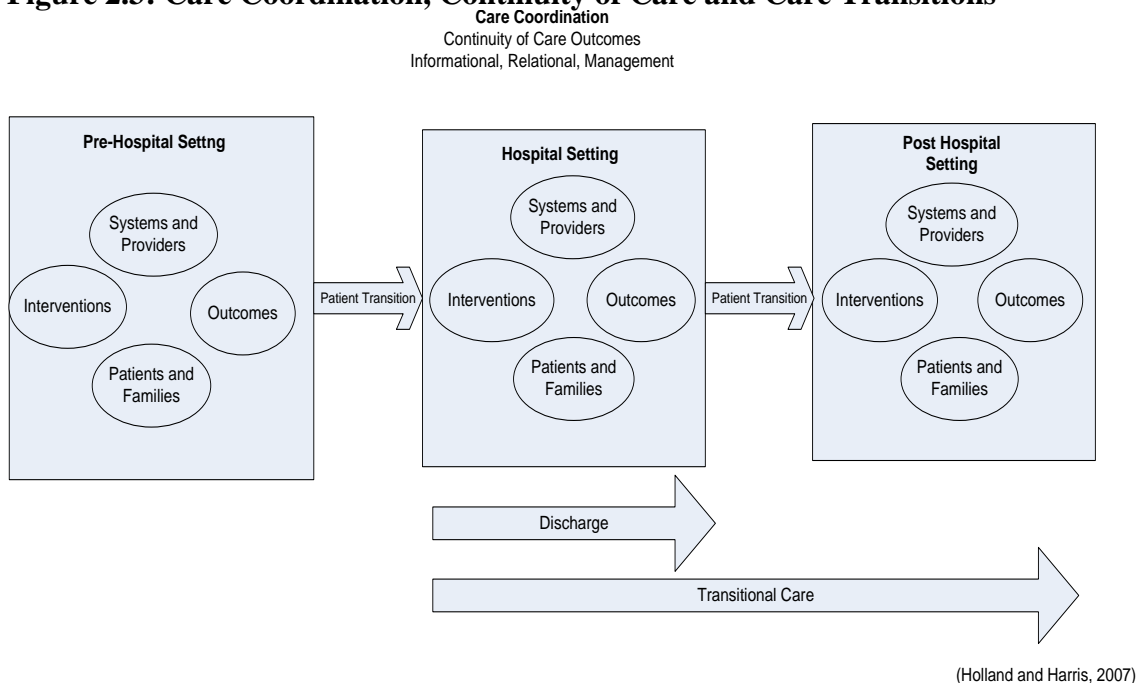 Figure Care Coordination, Continuity of Care and Care Transitions
Care Coordination
Continuity of Care Outcomes
Informational, Relational, Management
Pre-Hospital Settng
Systems and
Providers
Interventions
Outcomes
Patients and
Families
Patient Transition
Hospital Setting
Systems and
Providers
Interventions
Outcomes
Patients and
Families
Patient Transition
Post Hospital
Setting
Systems and
Providers
Interventions
Outcomes
Patients and
Families
Discharge
Transitional Care
(Holland and Harris, 2007)